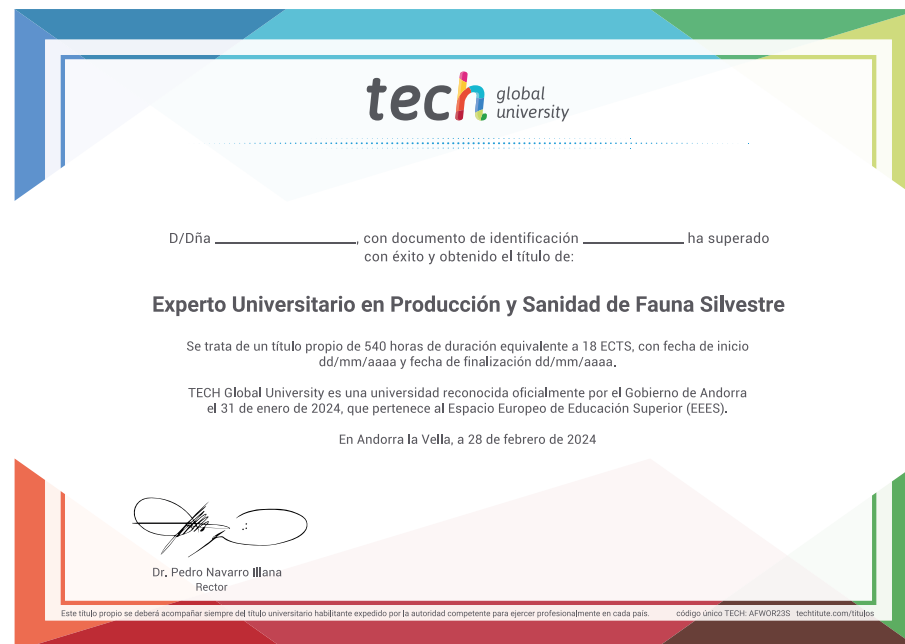 tech global university
D/Dña ____________, con documento de identificación ____________ ha superado
con éxito y obtenido el título de:
Experto Universitario en Producción y Sanidad de Fauna Silvestre
Se trata de un título propio de 540 horas de duración equivalente a 18 ECTS, con fecha de inicio
dd/mm/aaaa y fecha de finalización dd/mm/aaaa.
TECH Global University es una universidad reconocida oficialmente por el Gobierno de Andorra
el 31 de enero de 2024, que pertenece al Espacio Europeo de Educación Superior (EEES).
En Andorra la Vella, a 28 de febrero de 2024
Dr. Pedro Navarro Illana
Rector
Este título propio se deberá acompañar siempre del título universitario habilitante expedido por la autoridad competente para ejercer profesionalmente en cada país. código único TECH: AFWOR23S techtitute.com/titulos